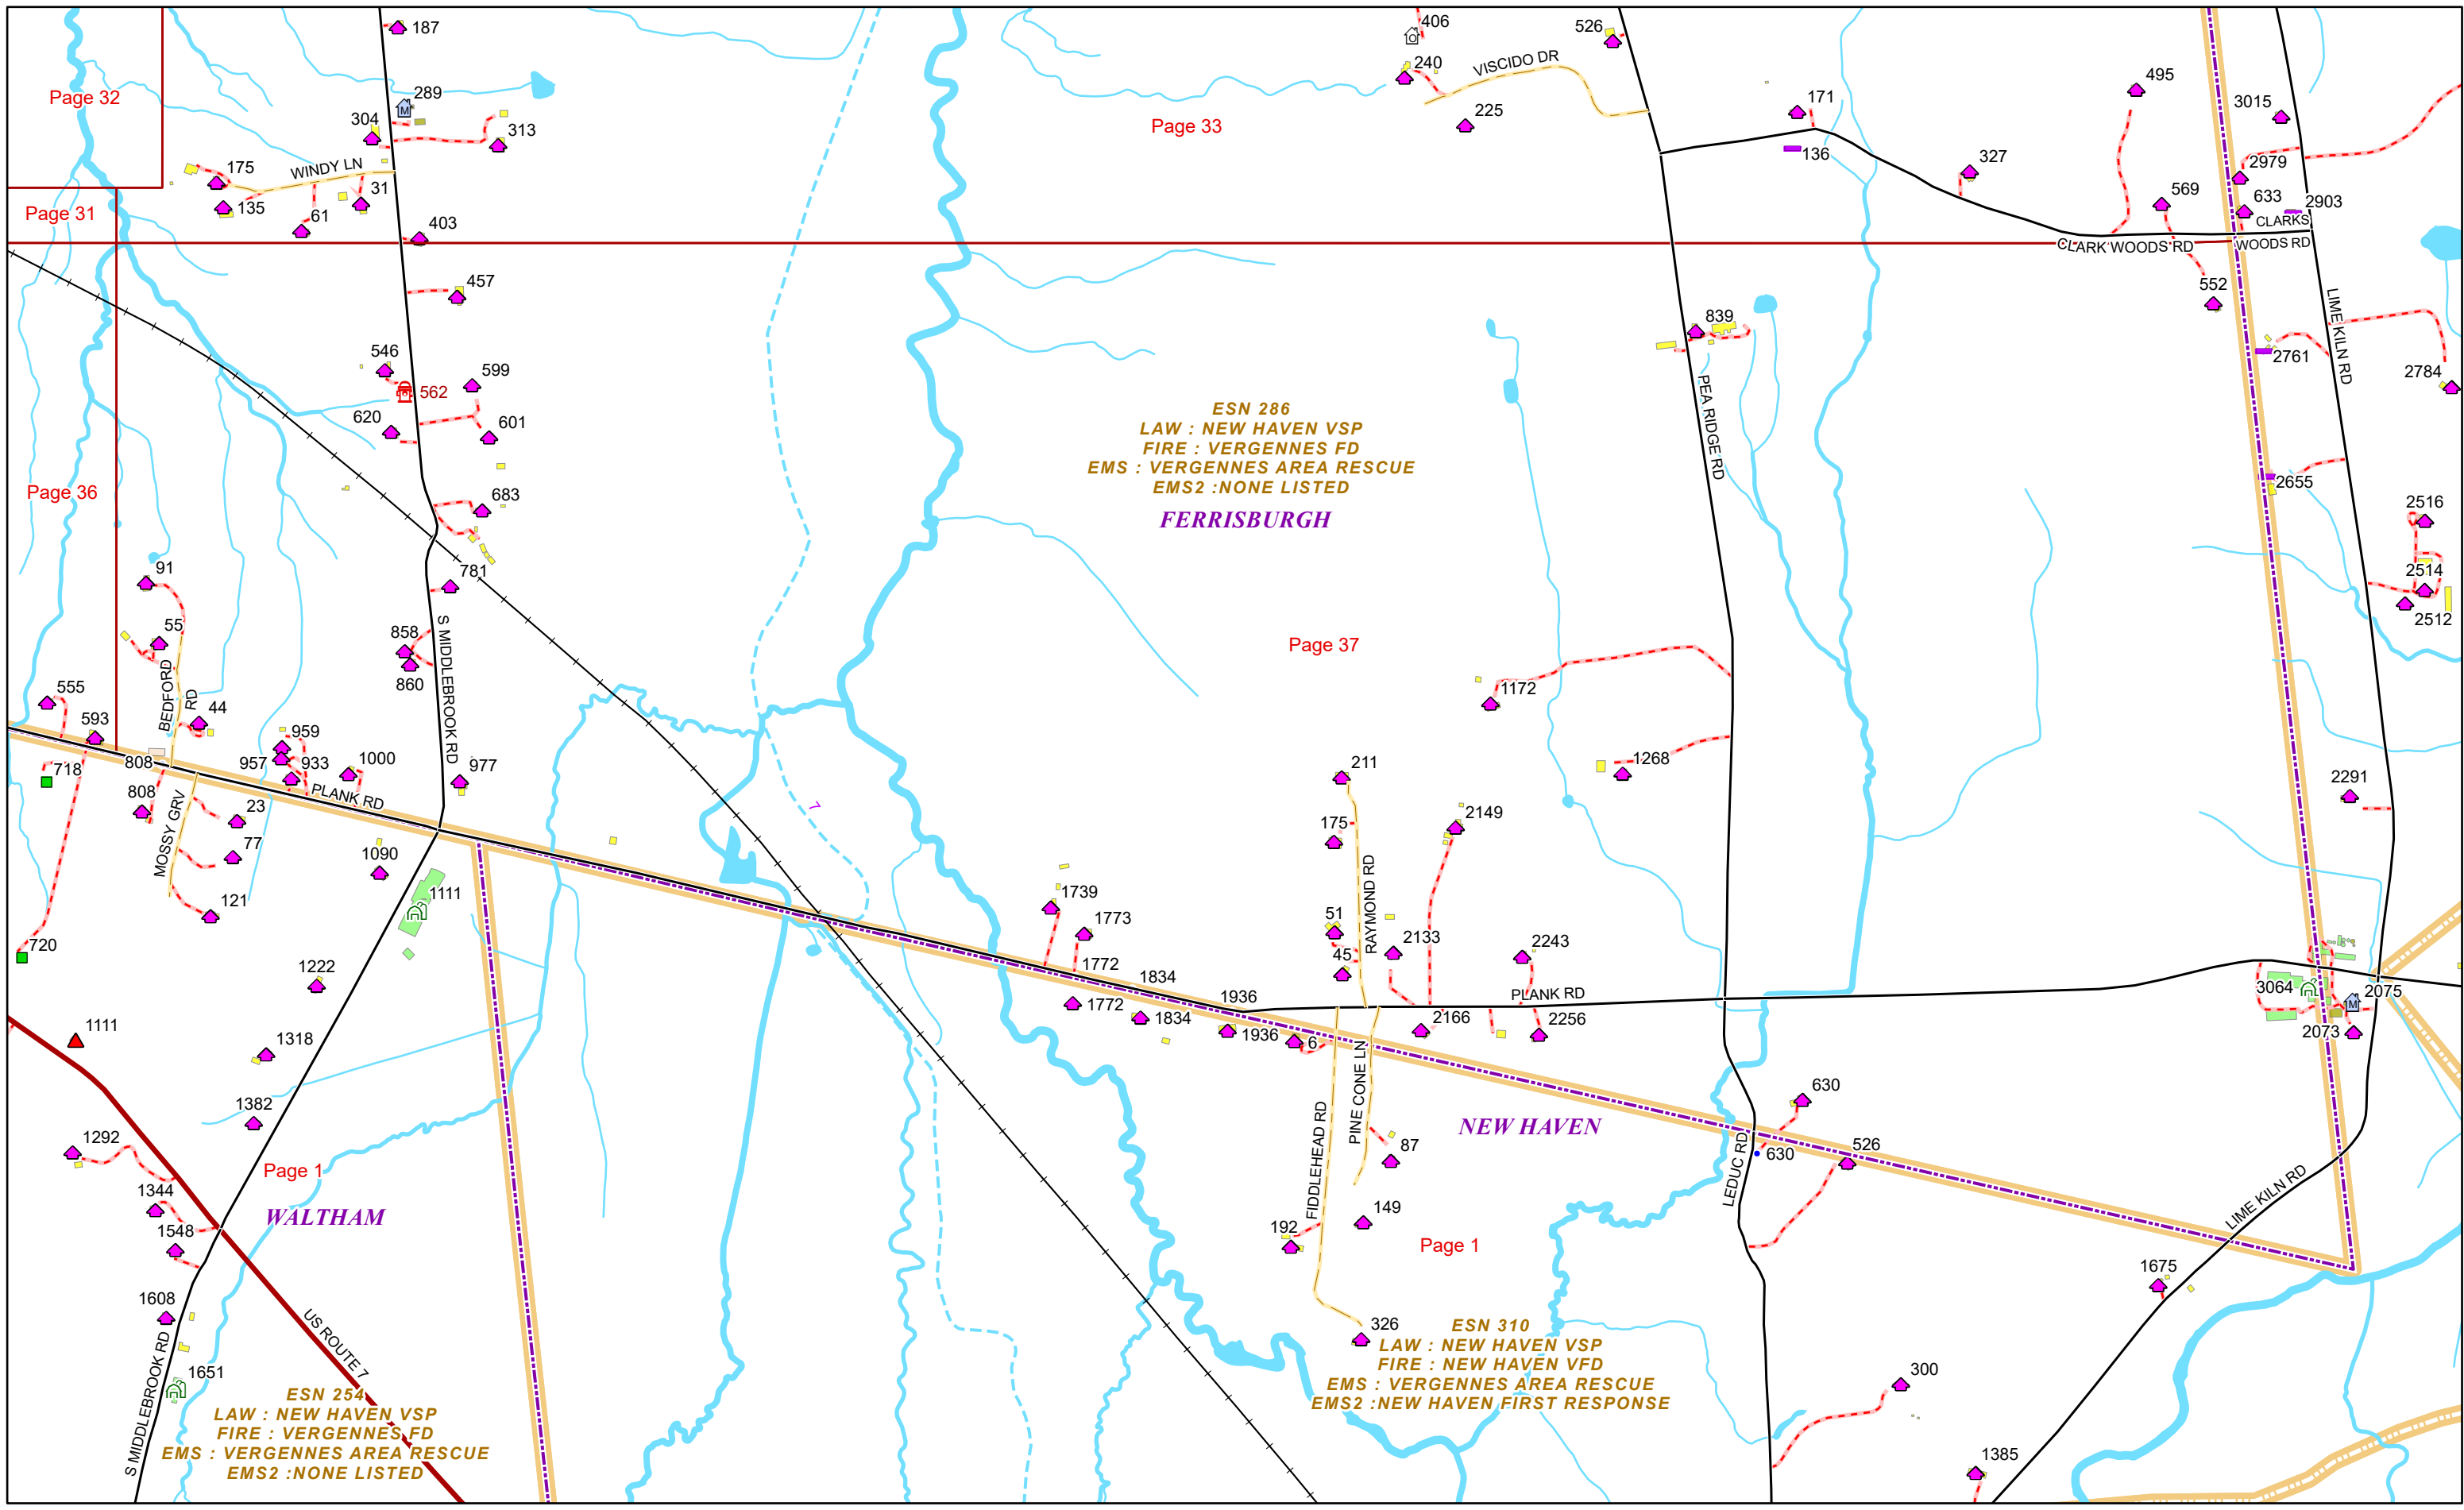 187
406
526
240
VISCIDO DR
Page 32
289
171
495
3015
304
313
225
Page 33
136
175
WINDY LN
31
327
2979
135
61
403
569
633
2903
Page 31
CLARKS
WOODS RD
CLARK WOODS RD
457
552
LIME KILN RD
839
2761
546
599
562
2784
620
601
PEA RIDGE RD
ESN 286
LAW : NEW HAVEN VSP
FIRE : VERGENNES FD
EMS : VERGENNES AREA RESCUE
EMS2 :NONE LISTED
FERRISBURGH
Page 36
683
2655
2516
91
781
2514
2512
55
858
860
S MIDDLEBROOK RD
Page 37
BEDFORD
RD
555
593
44
1172
959
957
933
1000
977
808
718
808
PLANK RD
23
MOSSY GRV
77
1090
121
1111
7
211
1268
2291
175
2149
RAYMOND RD
1739
1773
51
45
2133
2243
720
1222
1772
1834
1936
PLANK RD
3064
2075
2073
1772
1834
1936
6
2166
2256
1111
1318
1382
1292
FIDDLEHEAD RD
PINE CONE LN
NEW HAVEN
87
630
630
526
LEDUC RD
Page 1
1344
WALTHAM
1548
149
192
Page 1
LIME KILN RD
1675
1608
US ROUTE 7
326
ESN 310
LAW : NEW HAVEN VSP
FIRE : NEW HAVEN VFD
EMS : VERGENNES AREA RESCUE
EMS2 :NEW HAVEN FIRST RESPONSE
300
1651
S MIDDLEBROOK RD
ESN 254
LAW : NEW HAVEN VSP
FIRE : VERGENNES FD
EMS : VERGENNES AREA RESCUE
EMS2 :NONE LISTED
1385